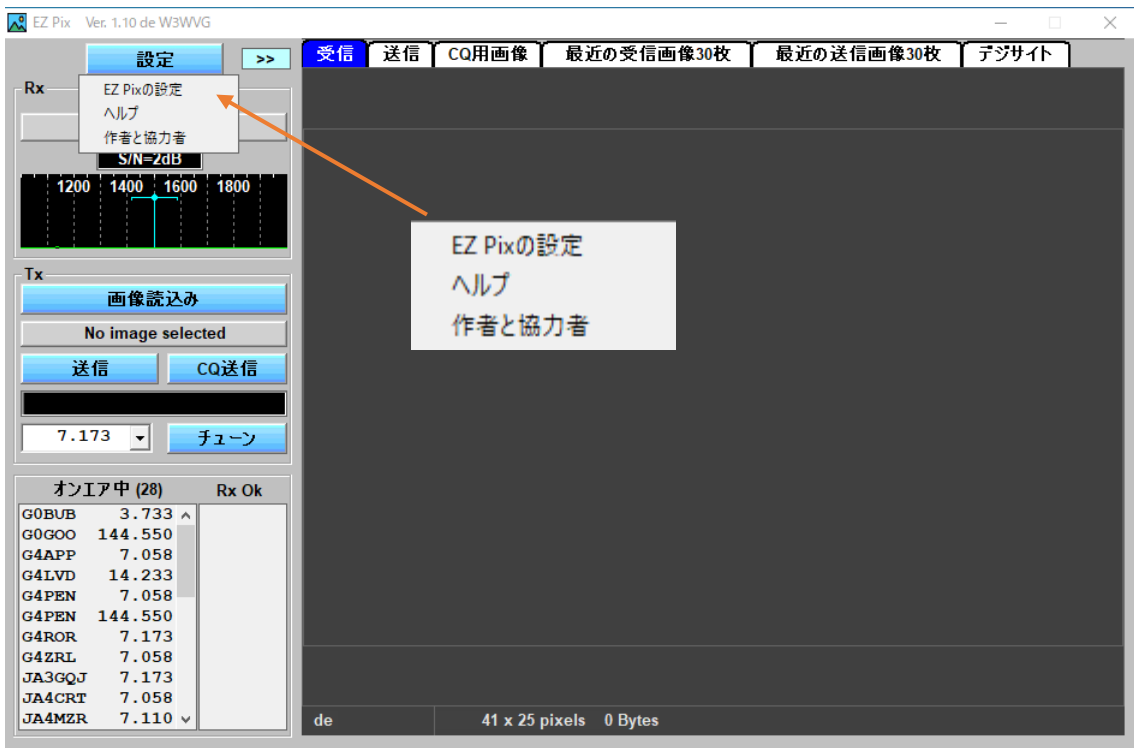 EZ Pix Ver. 1.10 de W3WVG
設定 >>
EZ Pixの設定
ヘルプ
作者と協力者
Rx
S/N=2dB
1200 1400 1600 1800
Tx
画像読込み
No image selected
送信 CQ送信
7.173 チューン
オンエア中 (28) Rx Ok
G0BUB 3.733
G0GOO 144.550
G4APP 7.058
G4LVD 14.233
G4PEN 7.058
G4PEN 144.550
G4ROR 7.173
G4ZRL 7.058
JA3GQJ 7.173
JA4CRT 7.058
JA4MZR 7.110
受信 送信 CQ用画像 最近の受信画像30枚 最近の送信画像30枚 デジサイト
EZ Pixの設定
ヘルプ
作者と協力者
de 41 x 25 pixels 0 Bytes